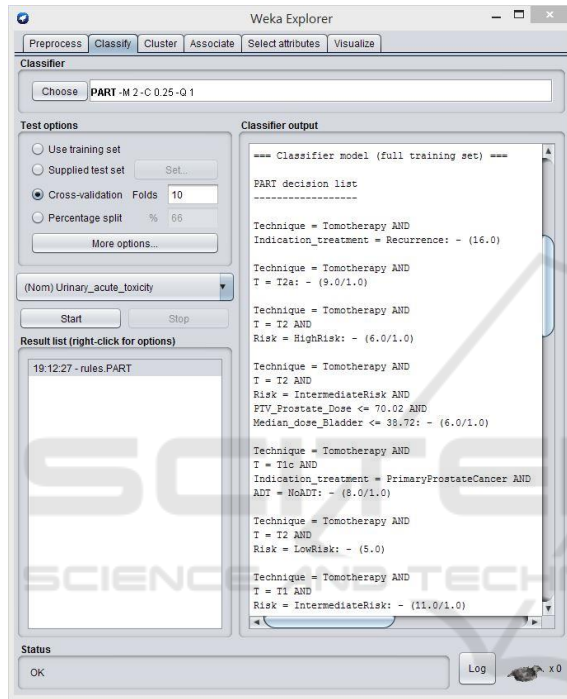 Weka Explorer
Preprocess Classify Cluster Associate Select attributes Visualize
Classifier
Choose PART -M 2 -C 0.25 -Q 1
Test options
Use training set
Supplied test set Set...
Cross-validation Folds 10
Percentage split % 66
More options...
(Nom) Urinary_acute_toxicity
Start Stop
Result list (right-click for options)
19:12:27 - rules.PART
Classifier output
=== Classifier model (full training set) ===
PART decision list
------------------
Technique = Tomotherapy AND
Indication_treatment = Recurrence: - (16.0)
Technique = Tomotherapy AND
T = T2a: - (9.0/1.0)
Technique = Tomotherapy AND
T = T2 AND
Risk = HighRisk: - (6.0/1.0)
Technique = Tomotherapy AND
T = T2 AND
Risk = IntermediateRisk AND
PTV_Prostate_Dose <= 70.02 AND
Median_dose_Bladder <= 38.72: - (6.0/1.0)
Technique = Tomotherapy AND
T = T1c AND
Indication_treatment = PrimaryProstateCancer AND
ADT = NoADT: - (8.0/1.0)
Technique = Tomotherapy AND
T = T2 AND
Risk = LowRisk: - (5.0)
Technique = Tomotherapy AND
T = T1 AND
Risk = IntermediateRisk: - (11.0/1.0)
Status
OK
Log
x 0
SCITE
SCIENCE AND TECH